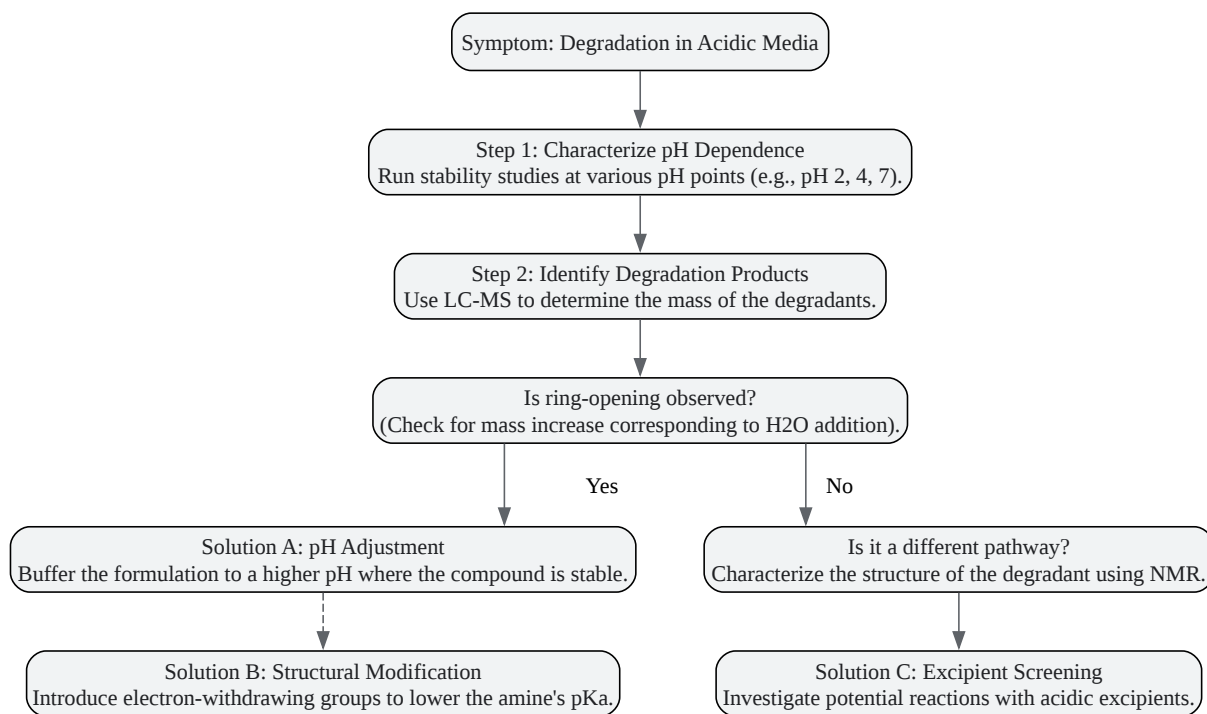 Symptom: Degradation in Acidic Media
Step 1: Characterize pH Dependence
Run stability studies at various pH points (e.g., pH 2, 4, 7).
Step 2: Identify Degradation Products
Use LC-MS to determine the mass of the degradants.
Is ring-opening observed?
(Check for mass increase corresponding to H2O addition).
Yes
No
Solution A: pH Adjustment
Buffer the formulation to a higher pH where the compound is stable.
Is it a different pathway?
Characterize the structure of the degradant using NMR.
Solution B: Structural Modification
Introduce electron-withdrawing groups to lower the amine's pKa.
Solution C: Excipient Screening
Investigate potential reactions with acidic excipients.